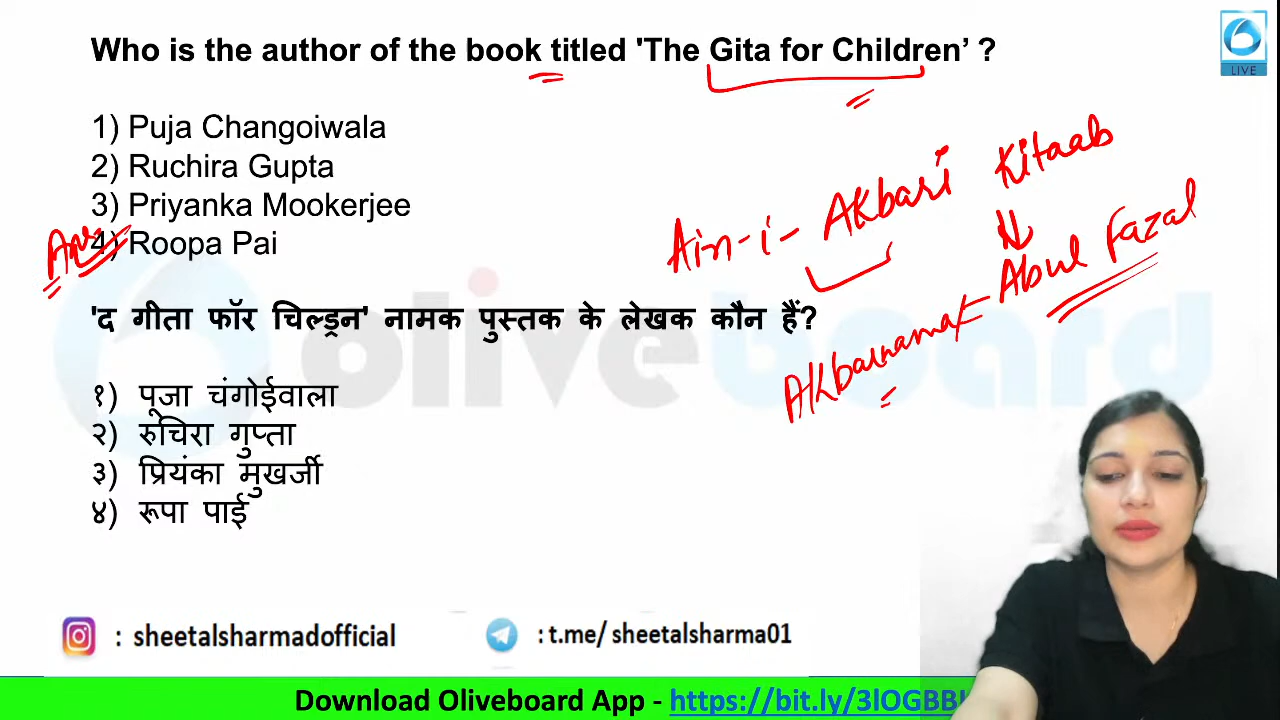 Who is the author of the book titled 'The Gita for Children' ?
LIVE
1) Puja Changoiwala
2) Ruchira Gupta
3) Priyanka Mookerjee
4) Roopa Pai
Ans
Ain-i-Akbari Kitaab
Abul Fazal
Akbarnama
'द गीता फॉर चिल्ड्रन' नामक पुस्तक के लेखक कौन हैं?
oliveboard
१) पूजा चंगोईवाला
२) रुचिरा गुप्ता
३) प्रियंका मुखर्जी
४) रूपा पाई
: sheetalsharmadofficial
: t.me/ sheetalsharma01
Download Oliveboard App - https://bit.ly/3lOGBB